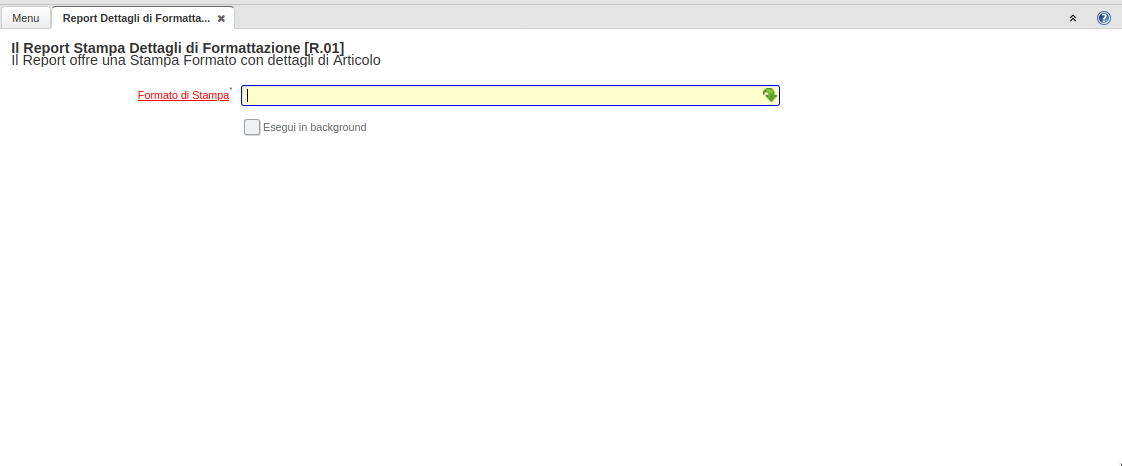 Menu
Report Dettagli di Formatta...
Il Report Stampa Dettagli di Formattazione [R.01]
Il Report offre una Stampa Formato con dettagli di Articolo
Formato di Stampa*
Esegui in background